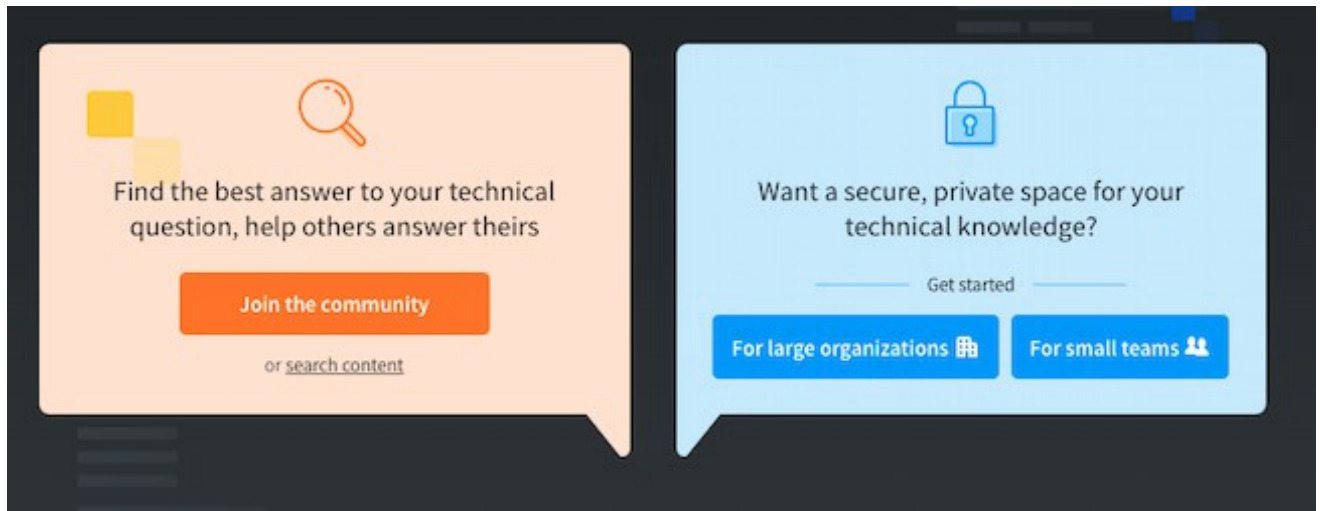 Find the best answer to your technical
question, help others answer theirs
Join the community
or search content
Want a secure, private space for your
technical knowledge?
Get started
For large organizations
For small teams